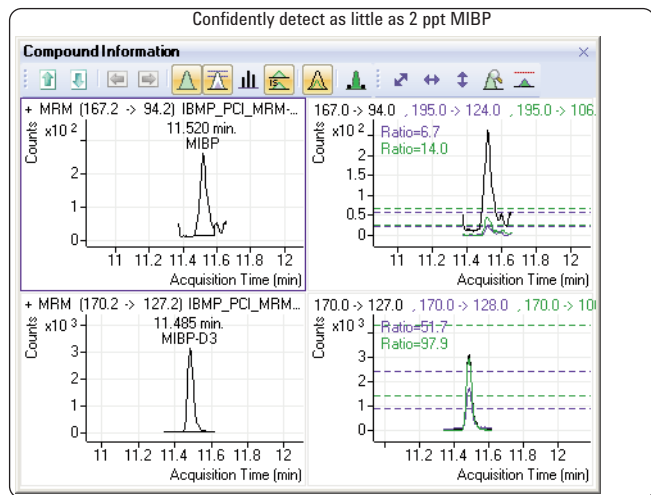 Confidently detect as little as 2 ppt MIBP
Compound Information
IS
+ MRM (167.2 -> 94.2) IBMP_PCI_MRM-...
Counts
x10 2
11.520 min.
MIBP
2
1
0
11 11.2 11.4 11.6 11.8 12
Acquisition Time (min)
167.0 -> 94.0 , 195.0 -> 124.0 , 195.0 -> 106.
Counts
x10 2
Ratio=6.7
Ratio=14.0
2
1.5
1
0.5
0
11 11.2 11.4 11.6 11.8 12
Acquisition Time (min)
+ MRM (170.2 -> 127.2) IBMP_PCI_MRM...
Counts
x10 3
11.485 min.
MIBP-D3
3
2
1
0
11 11.2 11.4 11.6 11.8 12
Acquisition Time (min)
170.0 -> 127.0 , 170.0 -> 128.0 , 170.0 -> 10
Counts
x10 3
Ratio=51.7
Ratio=97.9
3
2
1
0
11.2 11.4 11.6 11.8 12
Acquisition Time (min)